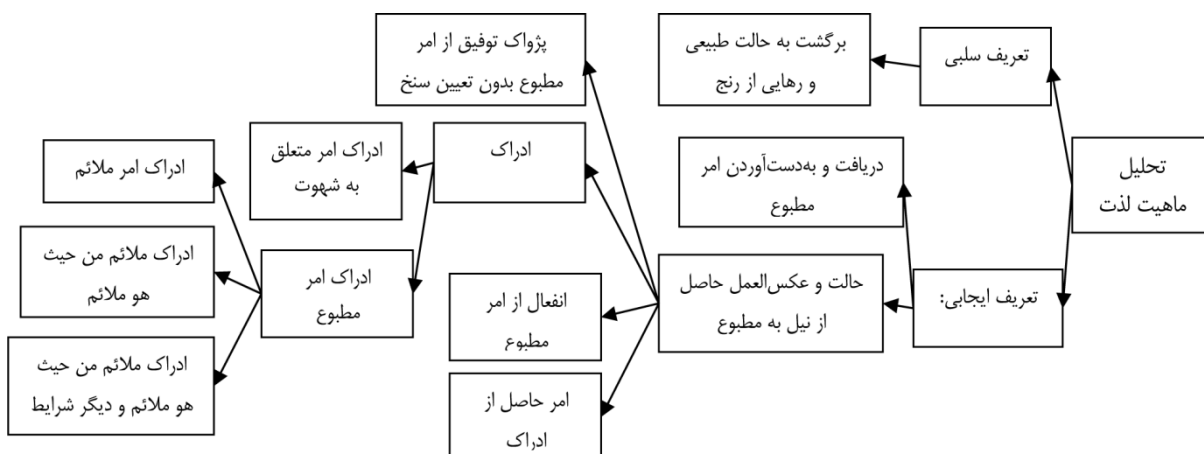 تحلیل
ماهیت لذت
تعریف سلبی
برگشت به حالت طبیعی
و رهایی از رنج
تعریف ایجابی:
دریافت و به‌دست‌آوردن امر
مطبوع
حالت و عکس‌العمل حاصل
از نیل به مطبوع
پژواک توفیق از امر
مطبوع بدون تعیین سنخ
ادراک
ادراک امر متعلق
به شهوت
ادراک امر
مطبوع
ادراک امر ملائم
ادراک ملائم من حیث
هو ملائم
ادراک ملائم من حیث
هو ملائم و دیگر شرایط
انفعال از امر
مطبوع
امر حاصل از
ادراک